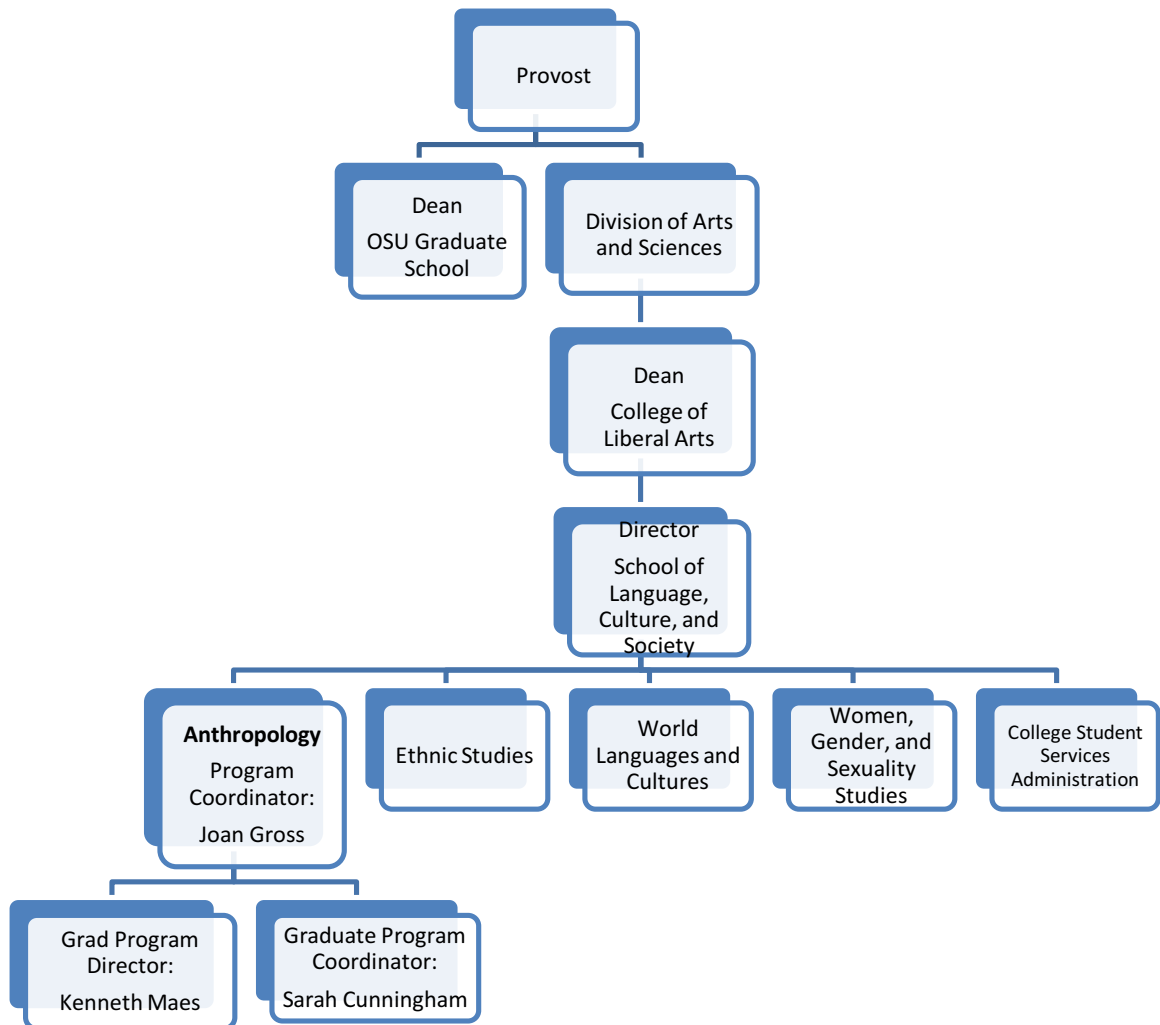 Provost
Dean
OSU Graduate
School
Division of Arts
and Sciences
Dean
College of
Liberal Arts
Director
School of
Language,
Culture, and
Society
Anthropology
Program
Coordinator:
Joan Gross
Ethnic Studies
World
Languages and
Cultures
Women,
Gender, and
Sexuality
Studies
College Student
Services
Administration
Grad Program
Director:
Kenneth Maes
Graduate Program
Coordinator:
Sarah Cunningham